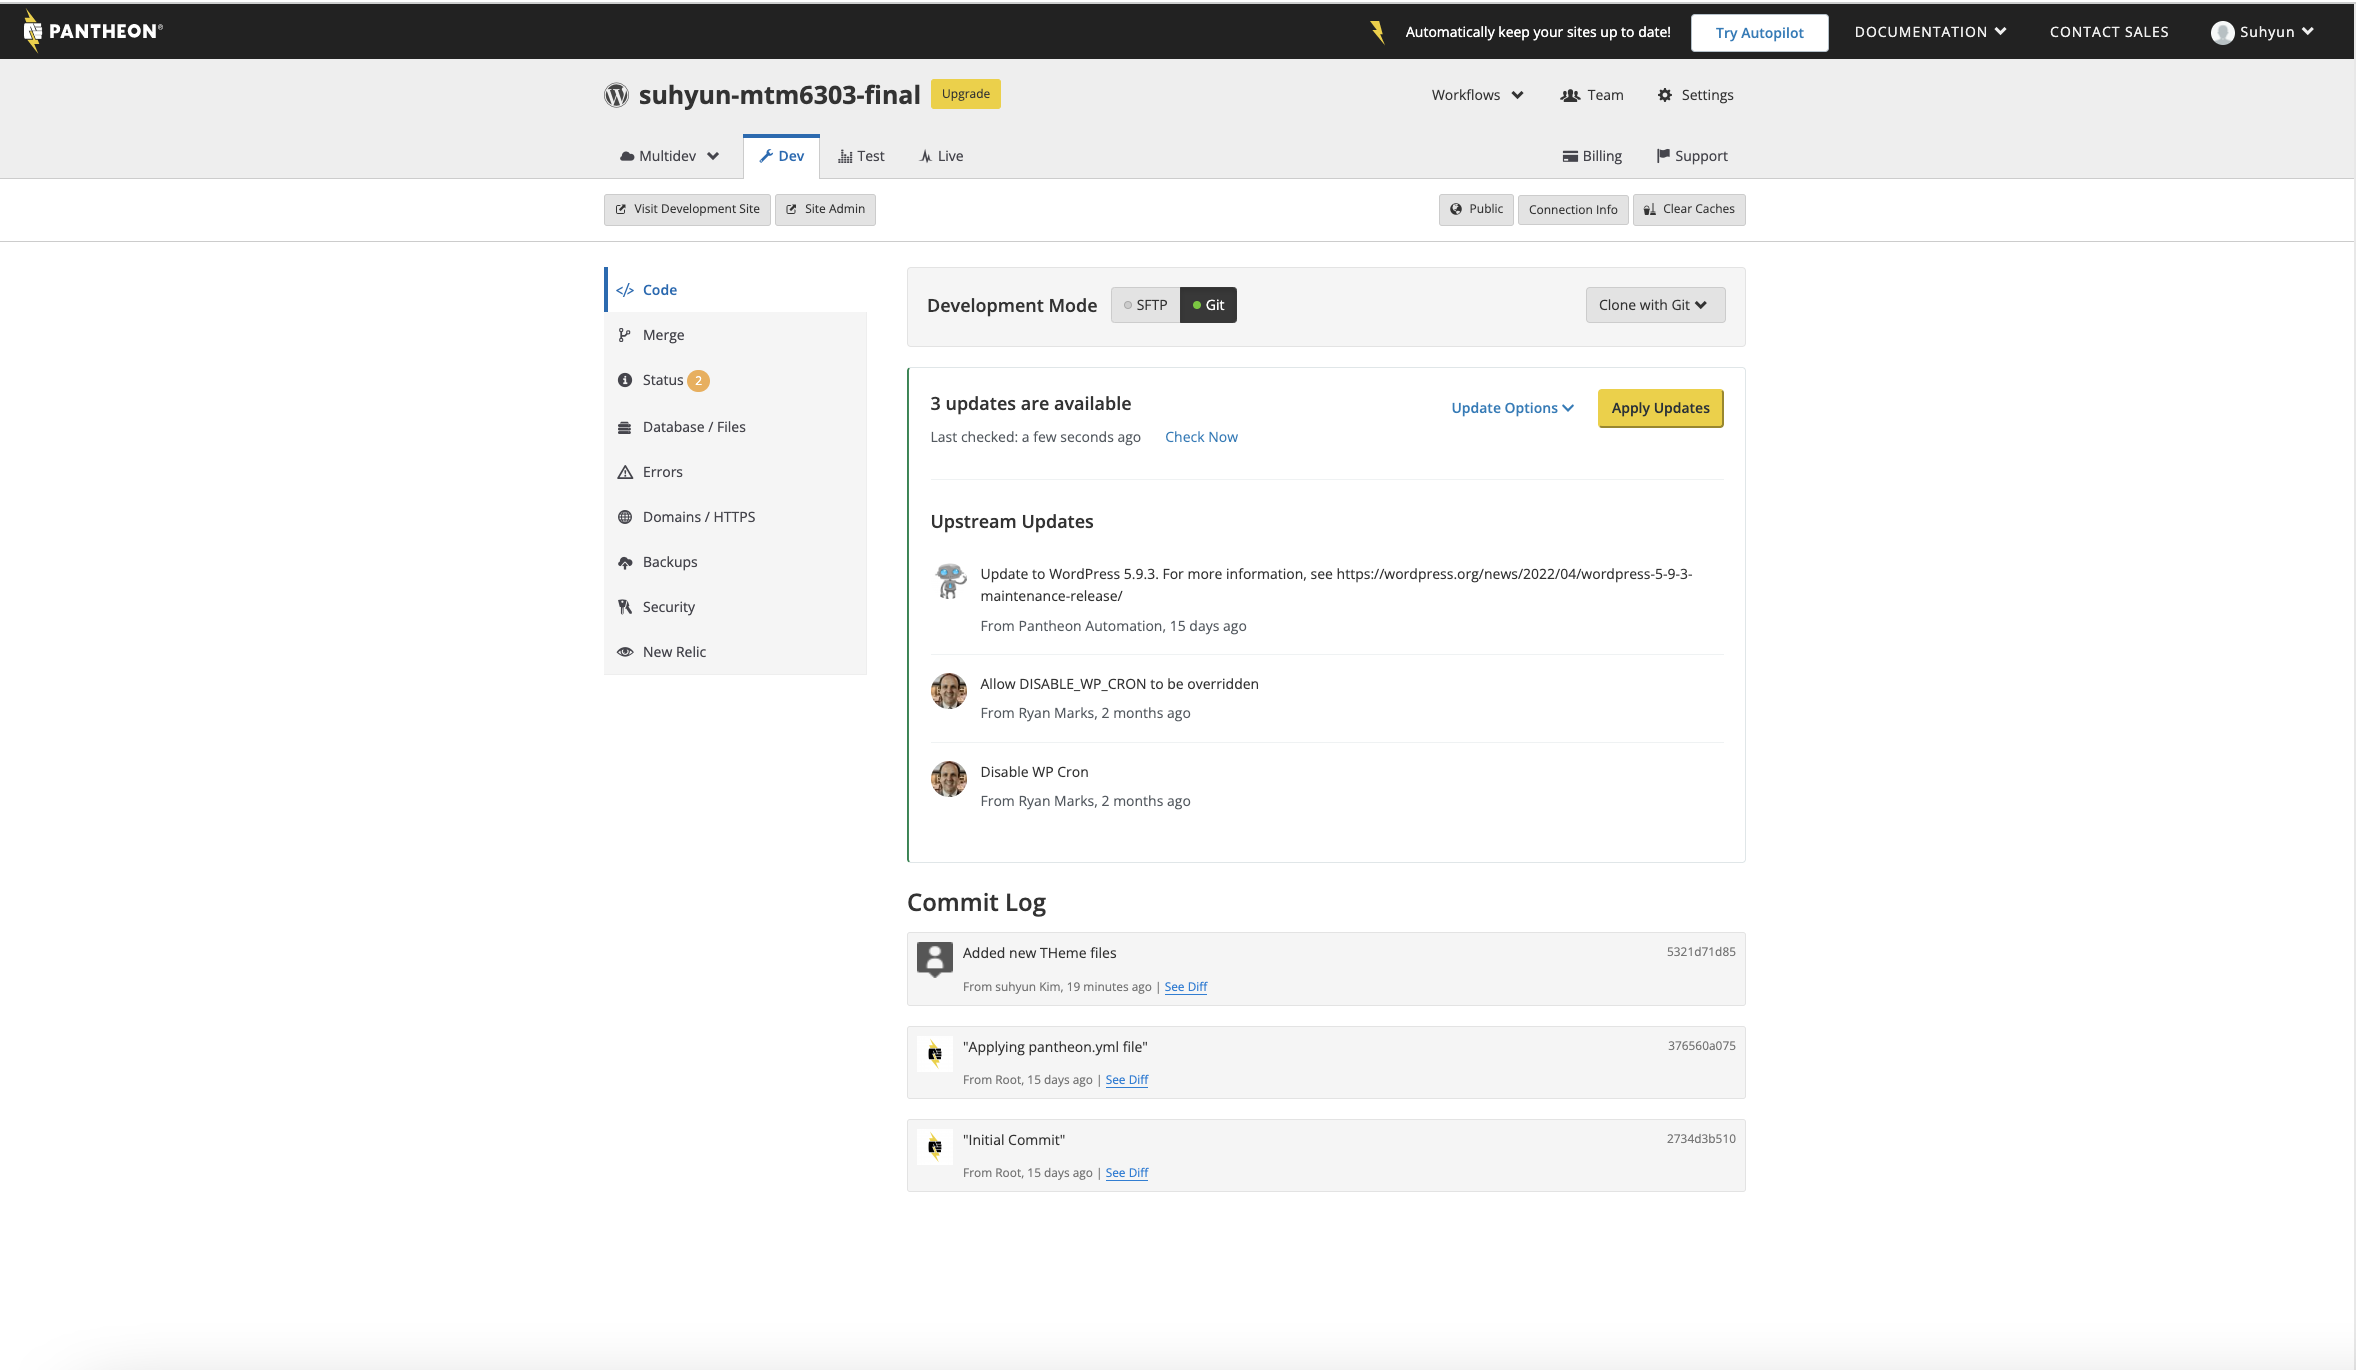 PANTHEON®
Automatically keep your sites up to date!
Try Autopilot
DOCUMENTATION
CONTACT SALES
Suhyun
suhyun-mtm6303-final
Upgrade
Workflows
Team
Settings
Multidev
Dev
Test
Live
Billing
Support
Visit Development Site
Site Admin
Public
Connection Info
Clear Caches
Code
Merge
Status 2
Database / Files
Errors
Domains / HTTPS
Backups
Security
New Relic
Development Mode
SFTP
Git
Clone with Git
3 updates are available
Update Options
Apply Updates
Last checked: a few seconds ago
Check Now
Upstream Updates
Update to WordPress 5.9.3. For more information, see https://wordpress.org/news/2022/04/wordpress-5-9-3-
maintenance-release/
From Pantheon Automation, 15 days ago
Allow DISABLE_WP_CRON to be overridden
From Ryan Marks, 2 months ago
Disable WP Cron
From Ryan Marks, 2 months ago
Commit Log
Added new THeme files
5321d71d85
From suhyun Kim, 19 minutes ago | See Diff
"Applying pantheon.yml file"
376560a075
From Root, 15 days ago | See Diff
"Initial Commit"
2734d3b510
From Root, 15 days ago | See Diff